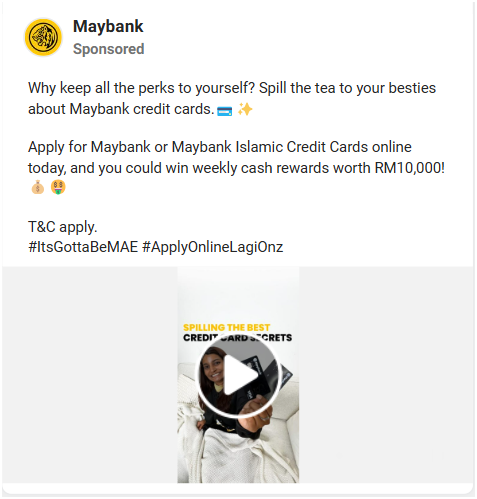 Maybank
Sponsored
Why keep all the perks to yourself? Spill the tea to your besties
about Maybank credit cards. 💳 ✨
Apply for Maybank or Maybank Islamic Credit Cards online
today, and you could win weekly cash rewards worth RM10,000!
💰 🤑
T&C apply.
#ItsGottaBeMAE #ApplyOnlineLagiOnz
SPILLING THE BEST
CREDIT CARD SECRETS